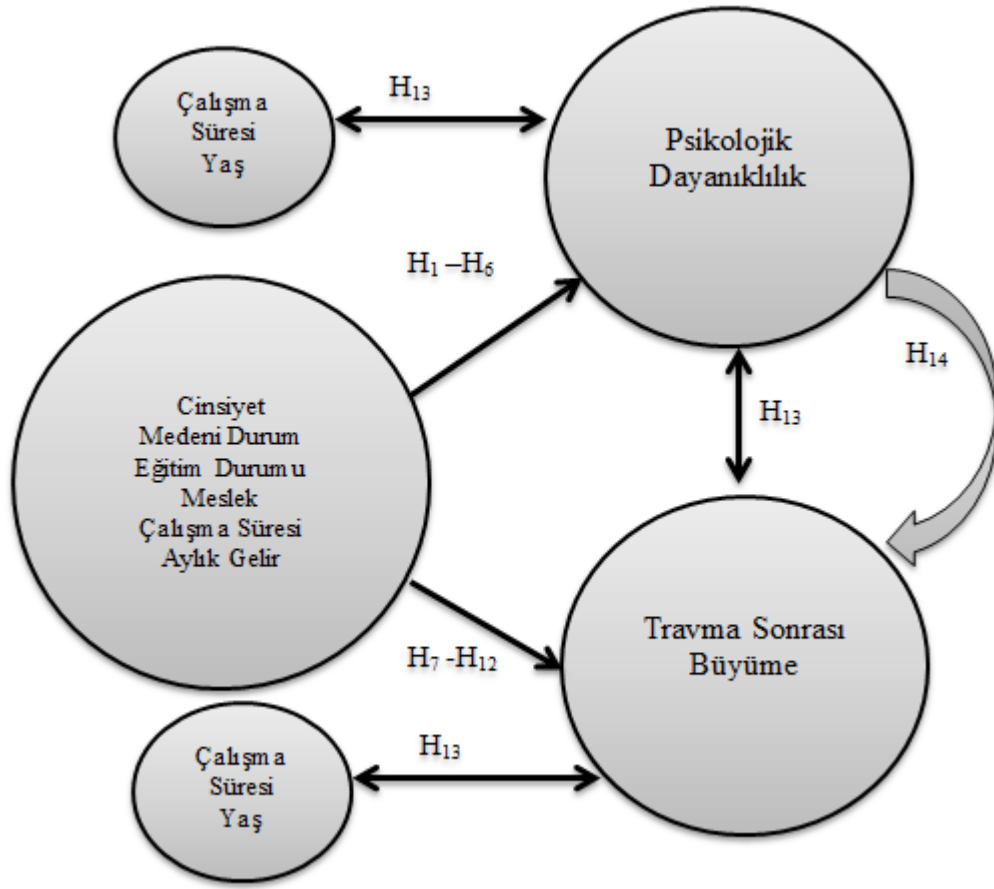 Çalışma
Süresi
Yaş
H₁₃
Psikolojik
Dayanıklılık
H₁ –H₆
H₁₄
Cinsiyet
Medeni Durum
Eğitim Durumu
Meslek
Çalışma Süresi
Aylık Gelir
H₁₃
Travma Sonrası
Büyüme
H₇ -H₁₂
Çalışma
Süresi
Yaş
H₁₃